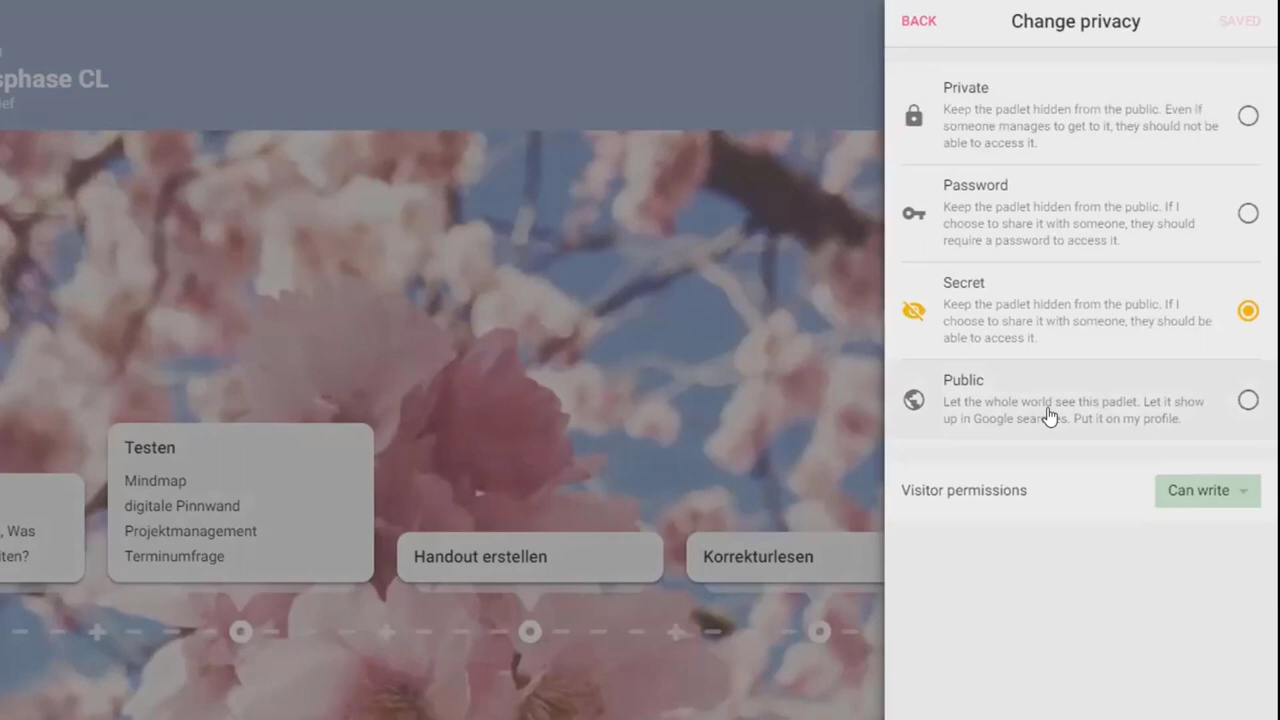 sphase CL
ief
Testen
Mindmap
digitale Pinnwand
Projektmanagement
Terminumfrage
, Was
iten?
Handout erstellen
Korrekturlesen
BACK
Change privacy
SAVED
Private
Keep the padlet hidden from the public. Even if
someone manages to get to it, they should not be
able to access it.
Password
Keep the padlet hidden from the public. If I
choose to share it with someone, they should
require a password to access it.
Secret
Keep the padlet hidden from the public. If I
choose to share it with someone, they should be
able to access it.
Public
Let the whole world see this padlet. Let it show
up in Google searches. Put it on my profile.
Visitor permissions
Can write